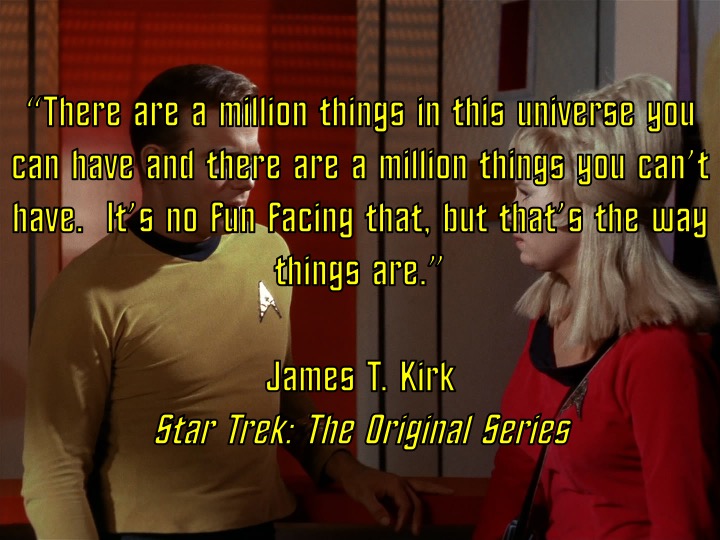 “There are a million things in this universe you
can have and there are a million things you can’t
have.  It’s no fun facing that, but that’s the way
things are.”
James T. Kirk
Star Trek: The Original Series